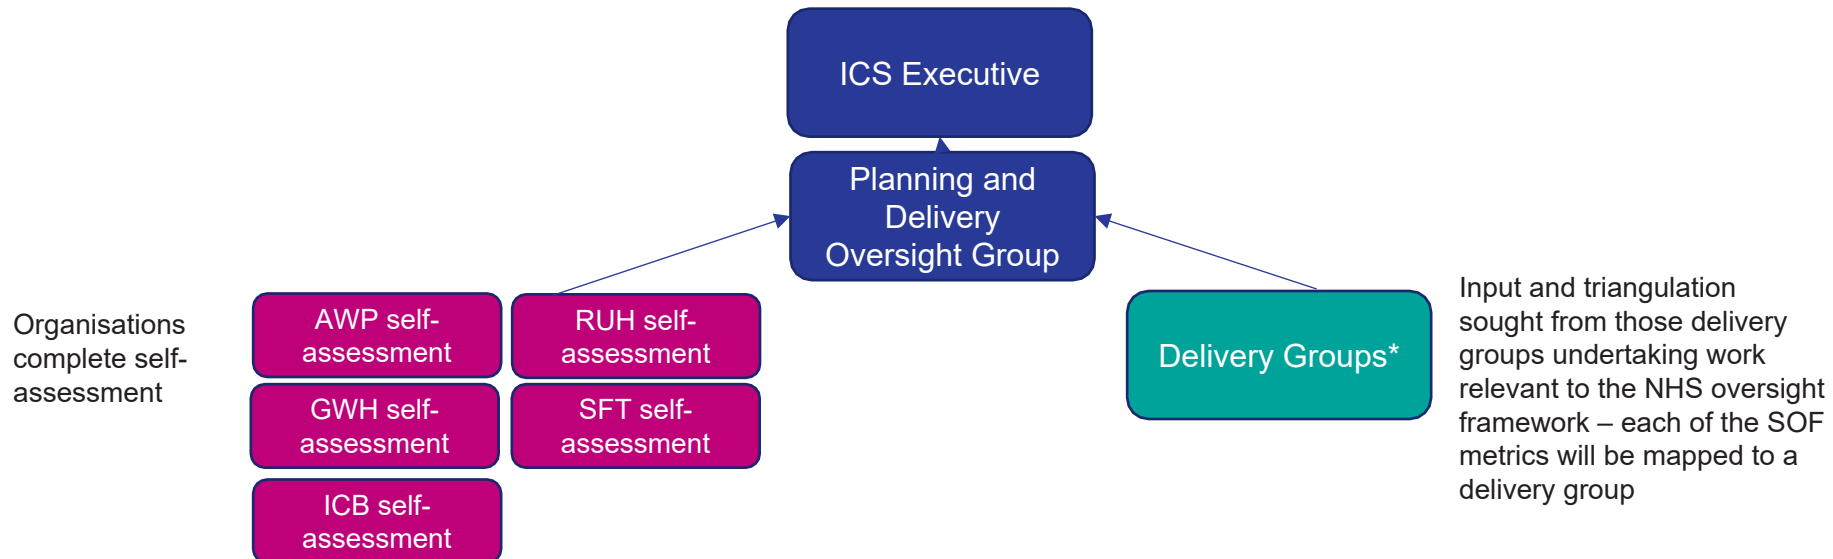 ICS Executive
Planning and
Delivery
Oversight Group
Organisations
complete self-
assessment
AWP self-
assessment
RUH self-
assessment
GWH self-
assessment
SFT self-
assessment
ICB self-
assessment
Delivery Groups*
Input and triangulation
sought from those delivery
groups undertaking work
relevant to the NHS oversight
framework – each of the SOF
metrics will be mapped to a
delivery group